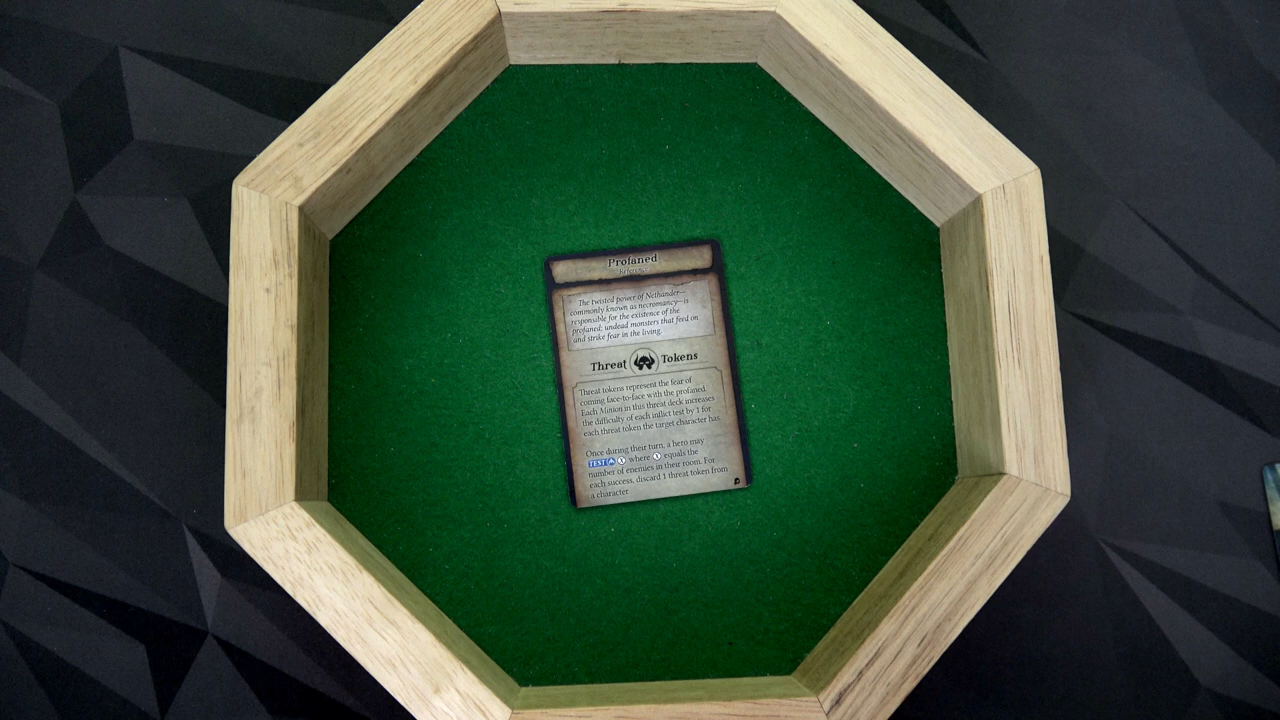 Profaned
Reference
The twisted power of Nethander—
commonly known as necromancy—is
responsible for the existence of the
profaned; undead monsters that feed on
and strike fear in the living.
Threat Tokens
Threat tokens represent the fear of
coming face-to-face with the profaned.
Each Minion in this threat deck increases
the difficulty of each inflict test by 1 for
each threat token the target character has.
Once during their turn, a hero may
TEST X where X equals the
number of enemies in their room. For
each success, discard 1 threat token from
a character.